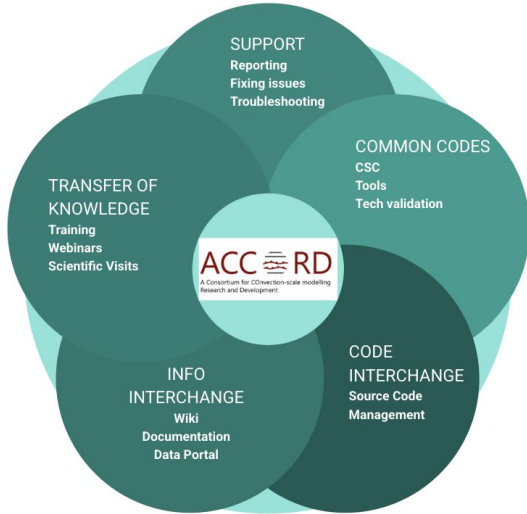 SUPPORT
Reporting
Fixing issues
Troubleshooting
COMMON CODES
CSC
Tools
Tech validation
TRANSFER OF
KNOWLEDGE
Training
Webinars
Scientific Visits
ACCORD
A Consortium for COnvection-scale modelling
Research and Development
CODE
INTERCHANGE
Source Code
Management
INFO
INTERCHANGE
Wiki
Documentation
Data Portal